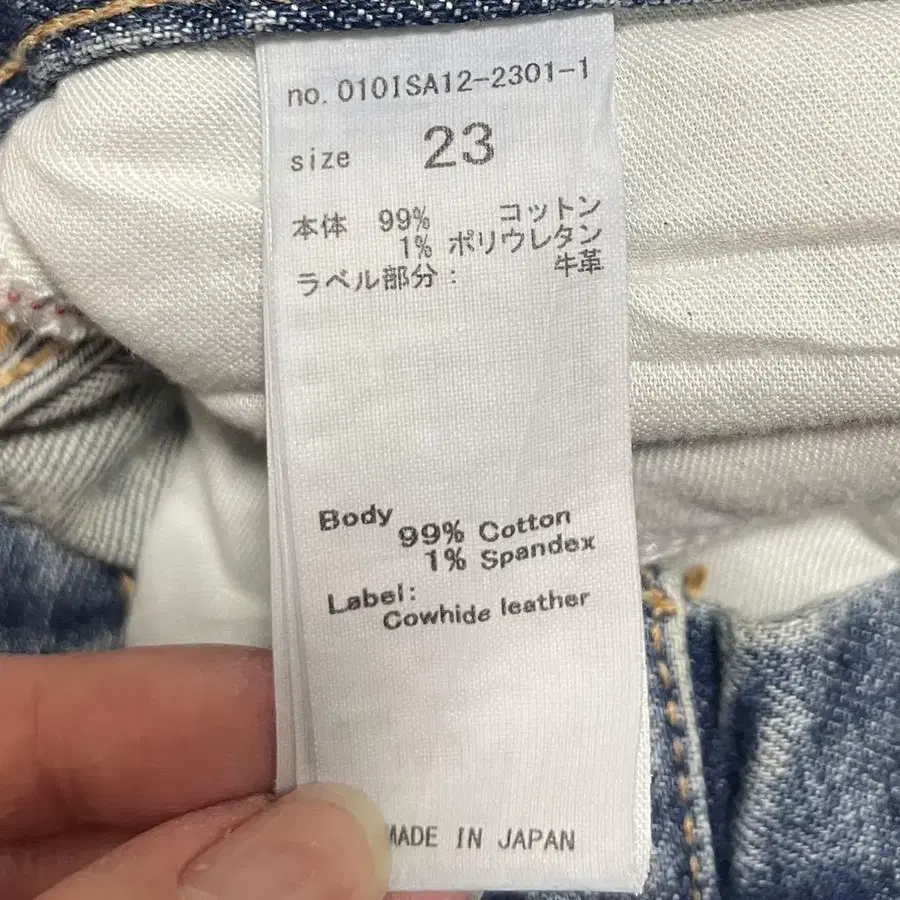 no. 0101SA12-2301-1
size 23
本体 99% コットン
1% ポリウレタン
ラベル部分: 牛革
Body
99% Cotton
1% Spandex
Label:
Cowhide leather
MADE IN JAPAN